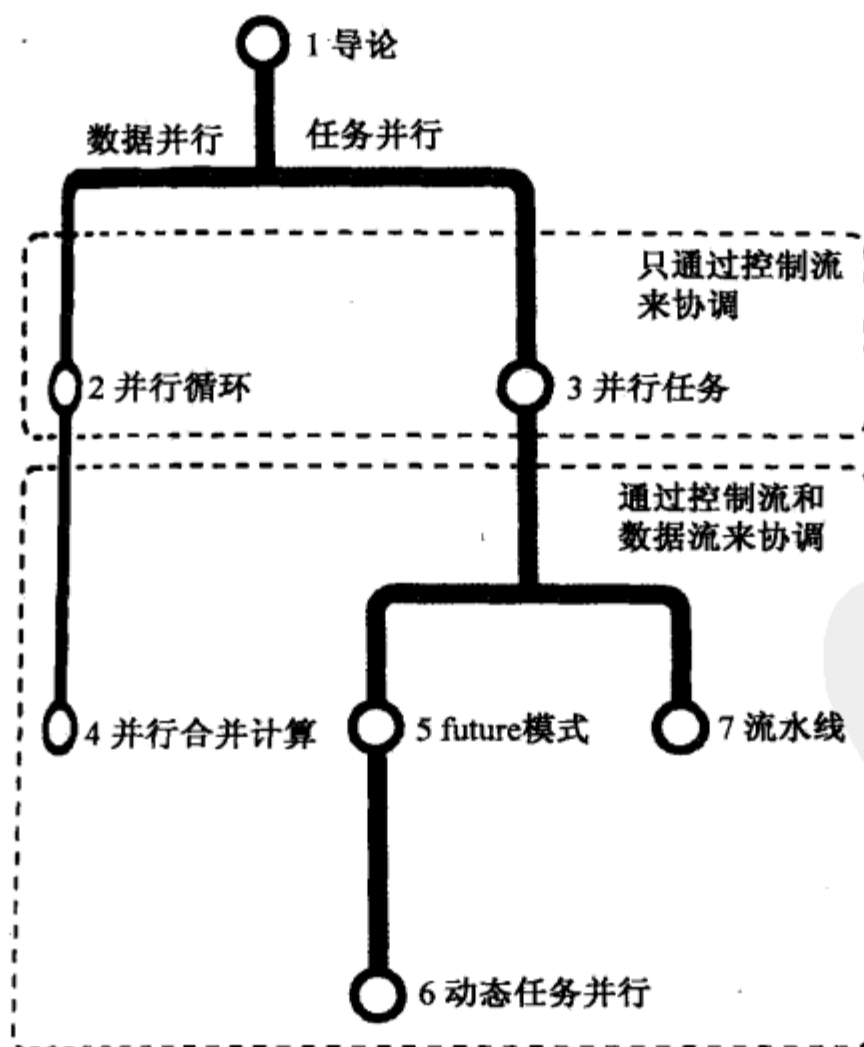 1 导论
数据并行
任务并行
只通过控制流
来协调
2 并行循环
3 并行任务
通过控制流和
数据流来协调
4 并行合并计算
5 future模式
7 流水线
6 动态任务并行